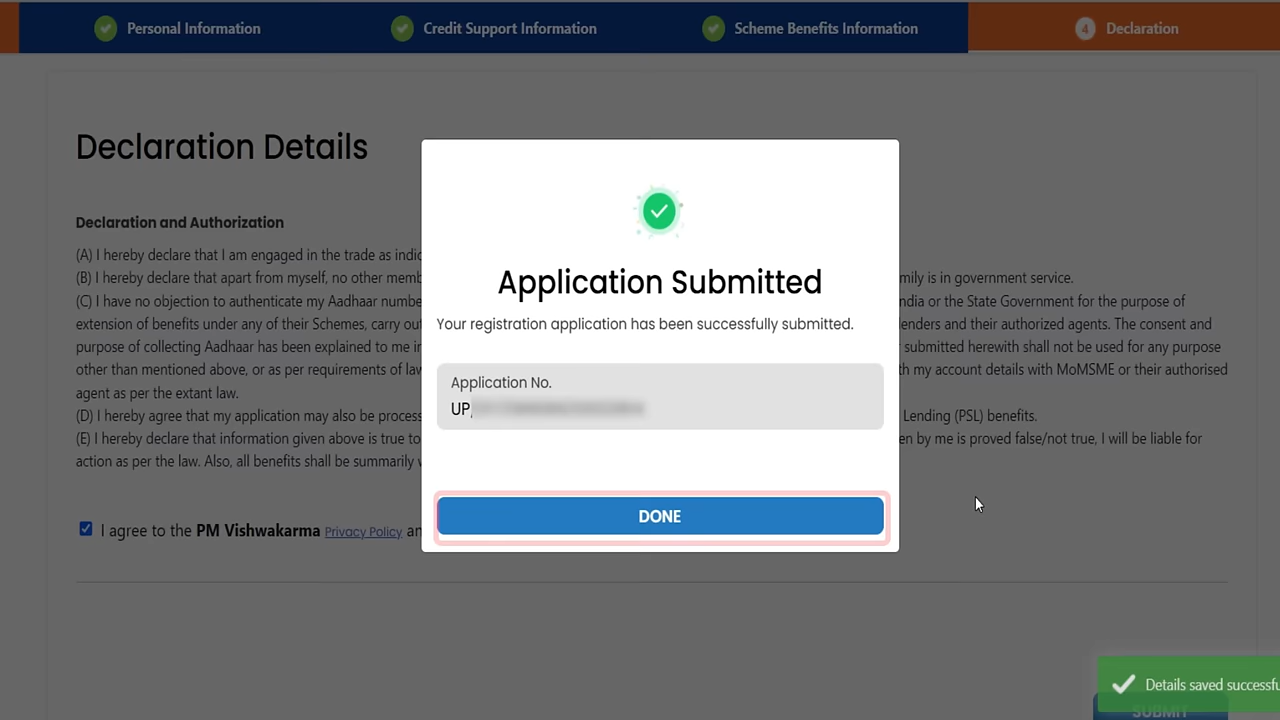 Personal Information
Credit Support Information
Scheme Benefits Information
4 Declaration
Declaration Details
Declaration and Authorization
(A) I hereby declare that I am engaged in the trade as indic
(B) I hereby declare that apart from myself, no other memb mily is in government service.
(C) I have no objection to authenticate my Aadhaar numbe ndia or the State Government for the purpose of
extension of benefits under any of their Schemes, carry out lenders and their authorized agents. The consent and
purpose of collecting Aadhaar has been explained to me in r submitted herewith shall not be used for any purpose
other than mentioned above, or as per requirements of law th my account details with MoMSME or their authorised
agent as per the extant law.
(D) I hereby agree that my application may also be process Lending (PSL) benefits.
(E) I hereby declare that information given above is true to en by me is proved false/not true, I will be liable for
action as per the law. Also, all benefits shall be summarily
I agree to the PM Vishwakarma Privacy Policy an
Application Submitted
Your registration application has been successfully submitted.
Application No.
UP
DONE
Details saved successfu
SUBMIT